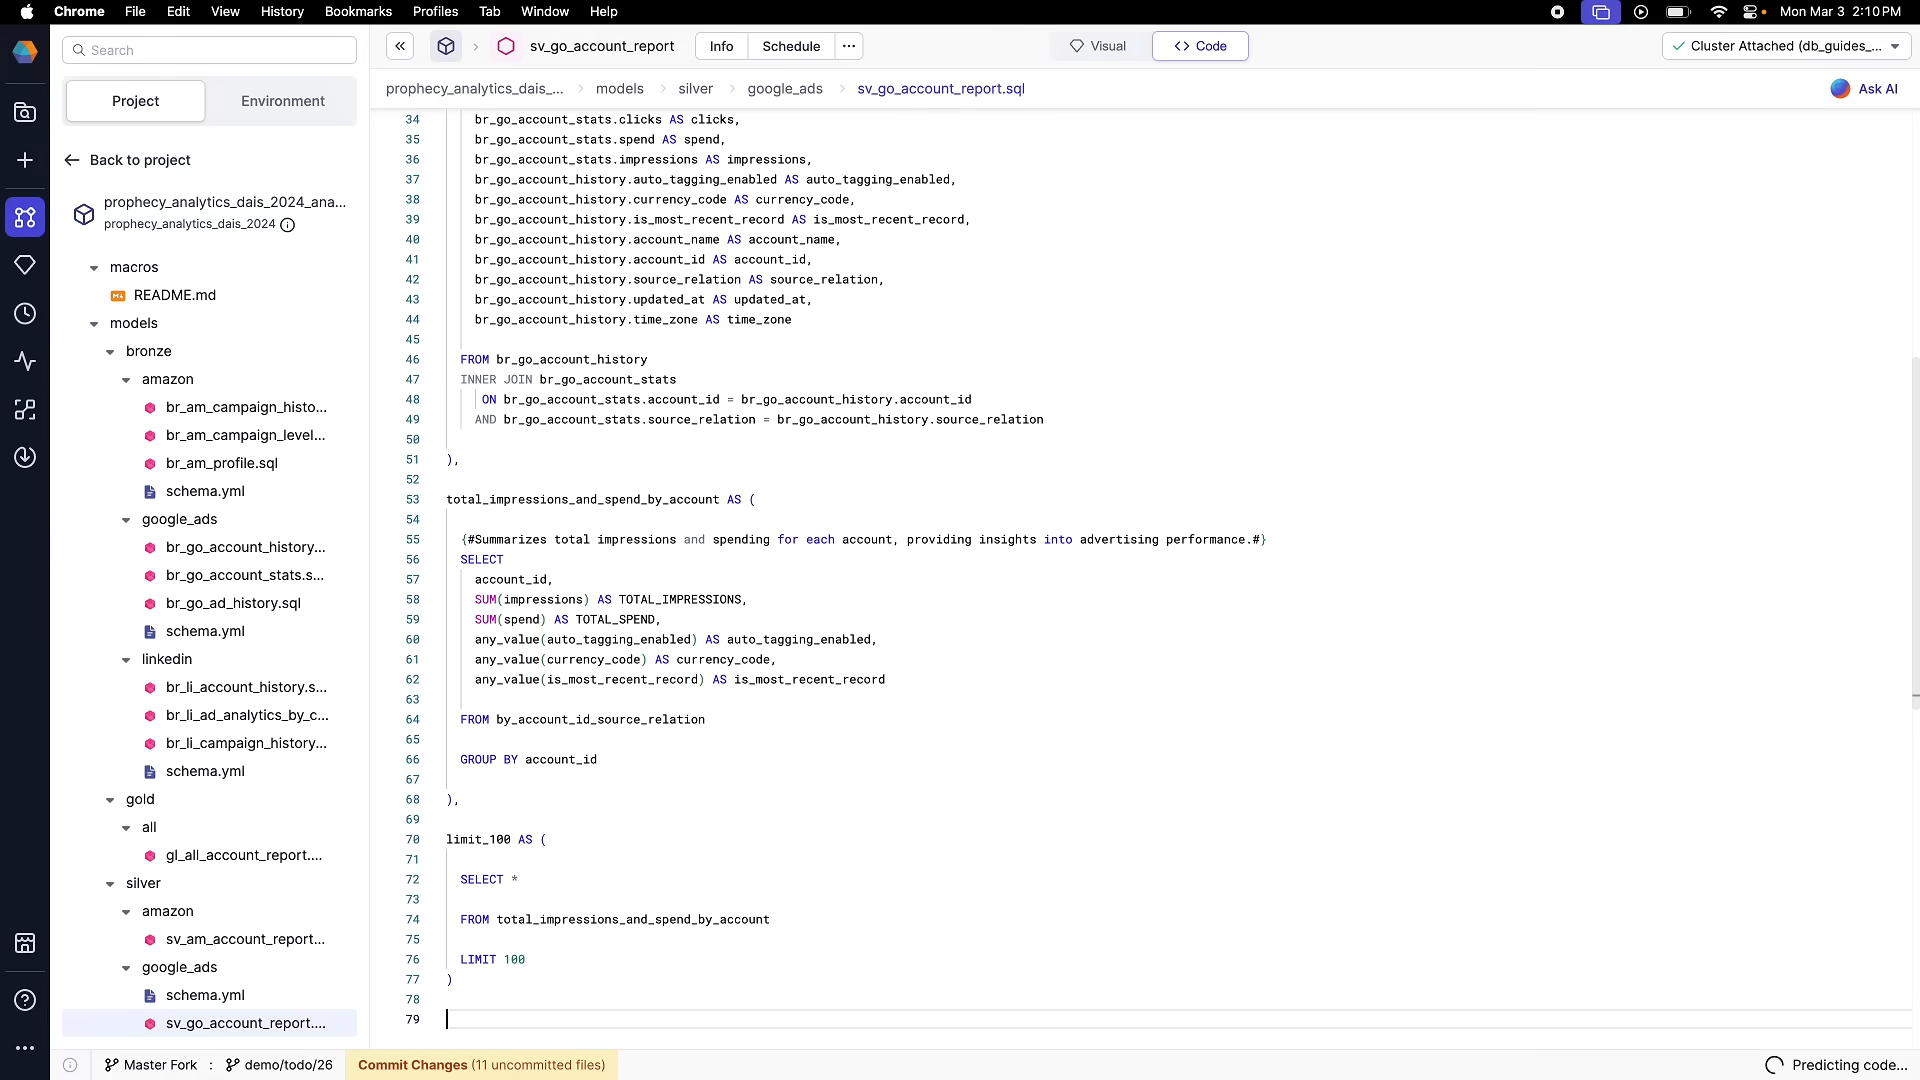 Chrome File Edit View History Bookmarks Profiles Tab Window Help Mon Mar 3 2:10 PM
Search
sv_go_account_report Info Schedule Visual <> Code Cluster Attached (db_guides_...
Project Environment
prophecy_analytics_dais_... models silver google_ads sv_go_account_report.sql Ask AI
Back to project
prophecy_analytics_dais_2024_ana...
prophecy_analytics_dais_2024
macros
README.md
models
bronze
amazon
br_am_campaign_histo...
br_am_campaign_level...
br_am_profile.sql
schema.yml
google_ads
br_go_account_history...
br_go_account_stats.s...
br_go_ad_history.sql
schema.yml
linkedin
br_li_account_history.s...
br_li_ad_analytics_by_c...
br_li_campaign_history...
schema.yml
gold
all
gl_all_account_report....
silver
amazon
sv_am_account_report...
google_ads
schema.yml
sv_go_account_report....
34 br_go_account_stats.clicks AS clicks,
35 br_go_account_stats.spend AS spend,
36 br_go_account_stats.impressions AS impressions,
37 br_go_account_history.auto_tagging_enabled AS auto_tagging_enabled,
38 br_go_account_history.currency_code AS currency_code,
39 br_go_account_history.is_most_recent_record AS is_most_recent_record,
40 br_go_account_history.account_name AS account_name,
41 br_go_account_history.account_id AS account_id,
42 br_go_account_history.source_relation AS source_relation,
43 br_go_account_history.updated_at AS updated_at,
44 br_go_account_history.time_zone AS time_zone
45
46 FROM br_go_account_history
47 INNER JOIN br_go_account_stats
48 ON br_go_account_stats.account_id = br_go_account_history.account_id
49 AND br_go_account_stats.source_relation = br_go_account_history.source_relation
50
51 ),
52
53 total_impressions_and_spend_by_account AS (
54
55 {#Summarizes total impressions and spending for each account, providing insights into advertising performance.#}
56 SELECT
57 account_id,
58 SUM(impressions) AS TOTAL_IMPRESSIONS,
59 SUM(spend) AS TOTAL_SPEND,
60 any_value(auto_tagging_enabled) AS auto_tagging_enabled,
61 any_value(currency_code) AS currency_code,
62 any_value(is_most_recent_record) AS is_most_recent_record
63
64 FROM by_account_id_source_relation
65
66 GROUP BY account_id
67
68 ),
69
70 limit_100 AS (
71
72 SELECT *
73
74 FROM total_impressions_and_spend_by_account
75
76 LIMIT 100
77 )
78
79
Master Fork : demo/todo/26 Commit Changes (11 uncommitted files) Predicting code...